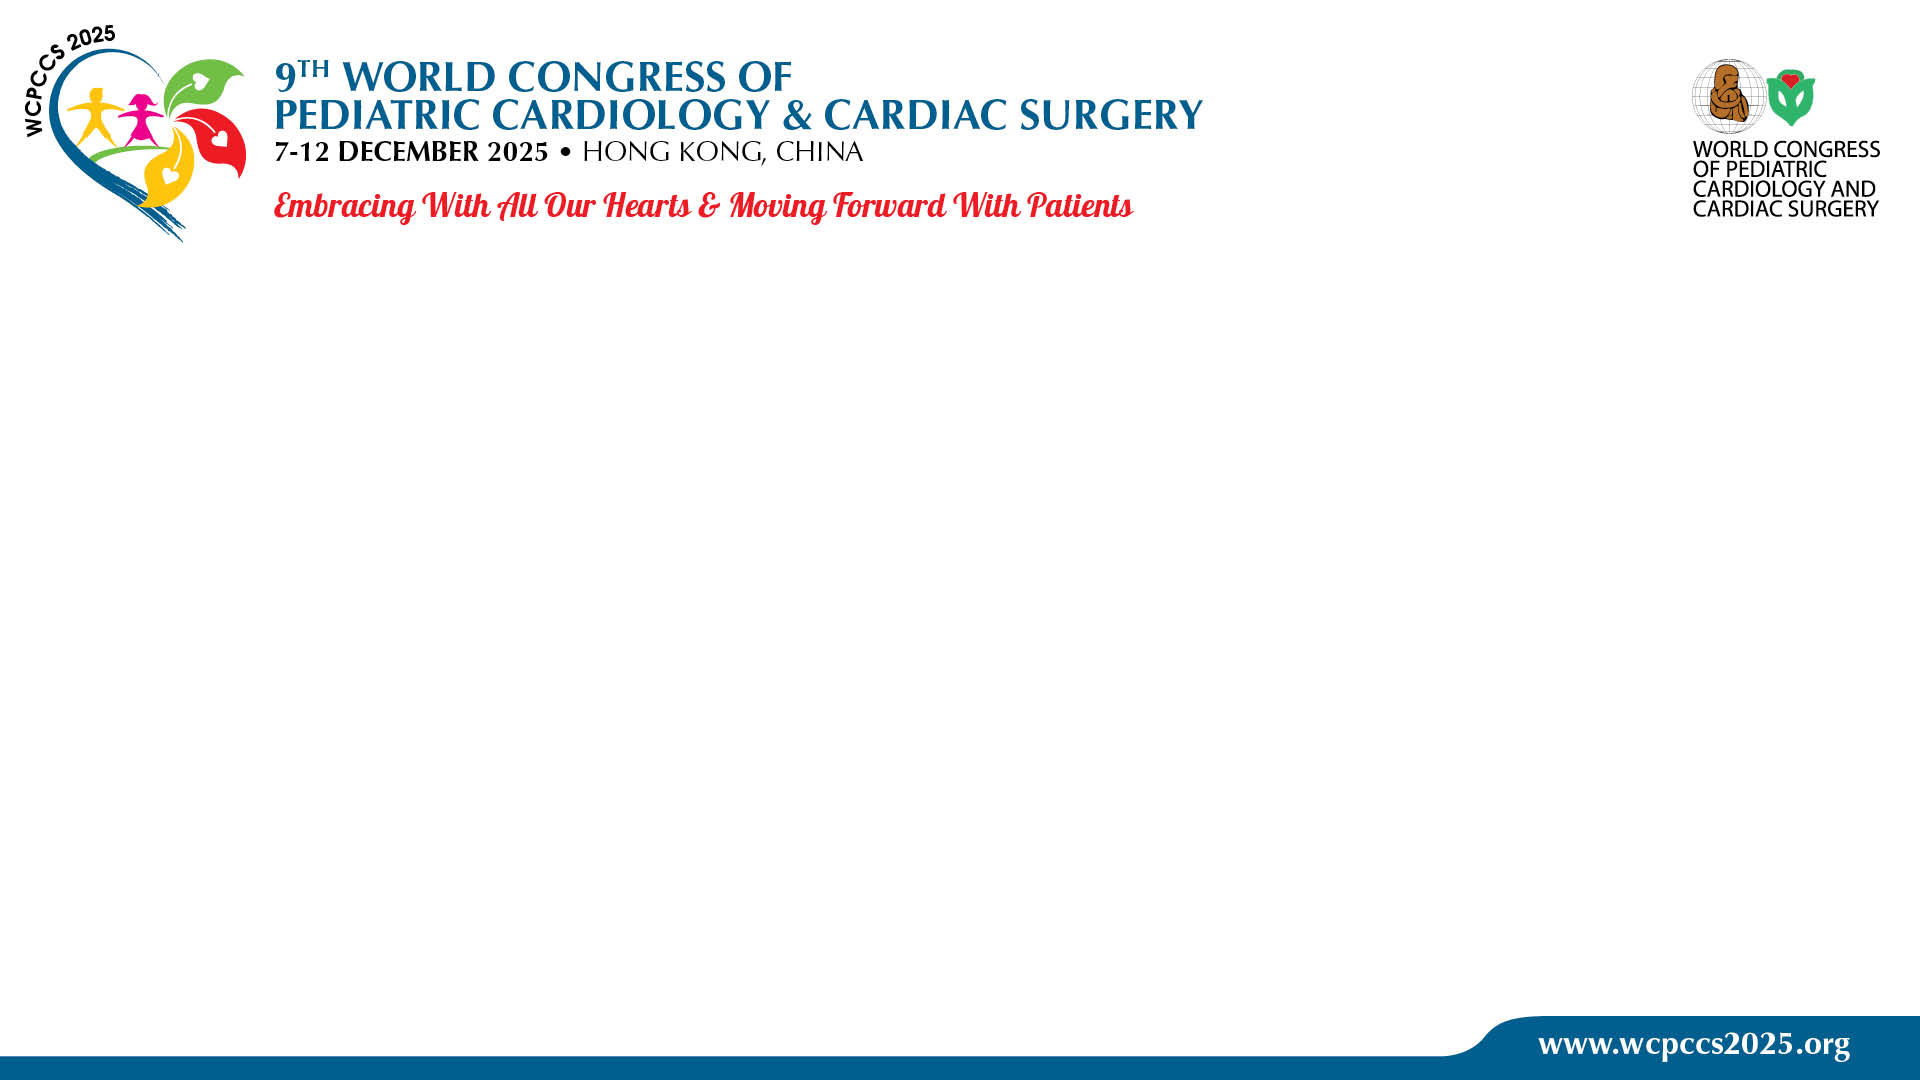 WCPCCS 2025
9TH WORLD CONGRESS OF
PEDIATRIC CARDIOLOGY & CARDIAC SURGERY
7-12 DECEMBER 2025 • HONG KONG, CHINA
Embracing With All Our Hearts & Moving Forward With Patients
WORLD CONGRESS
OF PEDIATRIC
CARDIOLOGY AND
CARDIAC SURGERY
www.wcpccs2025.org